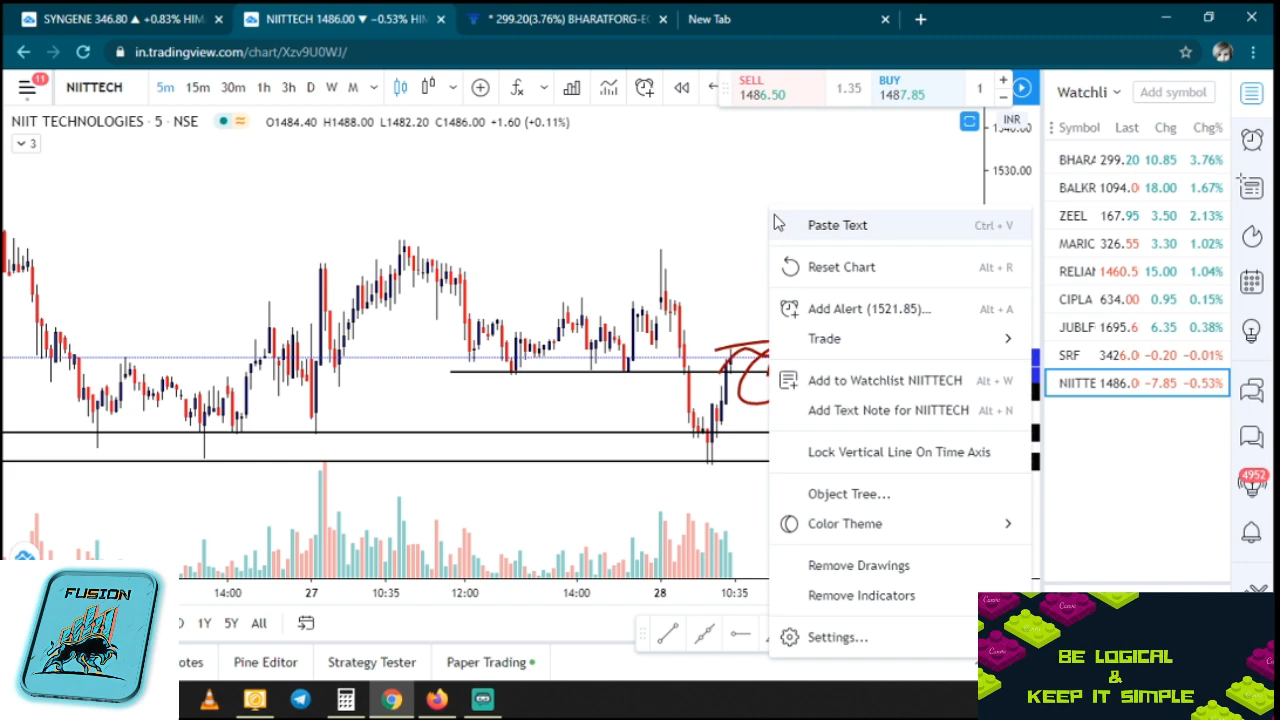 SYNGENE 346.80 ▲ +0.83% HIM
NIITTECH 1486.00 ▼ −0.53% HIM
* 299.20(3.76%) BHARATFORG-EQ
New Tab
in.tradingview.com/chart/Xzv9U0WJ/
11
NIITTECH
5m 15m 30m 1h 3h D W M
SELL
1486.50
1.35
BUY
1487.85
1
NIIT TECHNOLOGIES · 5 · NSE
O1484.40 H1488.00 L1482.20 C1486.00 +1.60 (+0.11%)
INR
3
1540.00
1530.00
Paste Text Ctrl + V
Reset Chart Alt + R
Add Alert (1521.85)... Alt + A
Trade
Add to Watchlist NIITTECH Alt + W
Add Text Note for NIITTECH Alt + N
Lock Vertical Line On Time Axis
Object Tree...
Color Theme
Remove Drawings
Remove Indicators
Settings...
Watchli
Add symbol
Symbol Last Chg Chg%
BHARA 299.20 10.85 3.76%
BALKR 1094.0 18.00 1.67%
ZEEL 167.95 3.50 2.13%
MARIC 326.55 3.30 1.02%
RELIAN 1460.5 15.00 1.04%
CIPLA 634.00 0.95 0.15%
JUBLF 1695.6 6.35 0.38%
SRF 3426.0 −0.20 −0.01%
NIITTE 1486.0 −7.85 −0.53%
4952
14:00 27 10:35 12:00 14:00 28 10:35
1Y 5Y All
otes Pine Editor Strategy Tester Paper Trading
FUSION
Canva
Canva
Canva
BE LOGICAL
&
KEEP IT SIMPLE